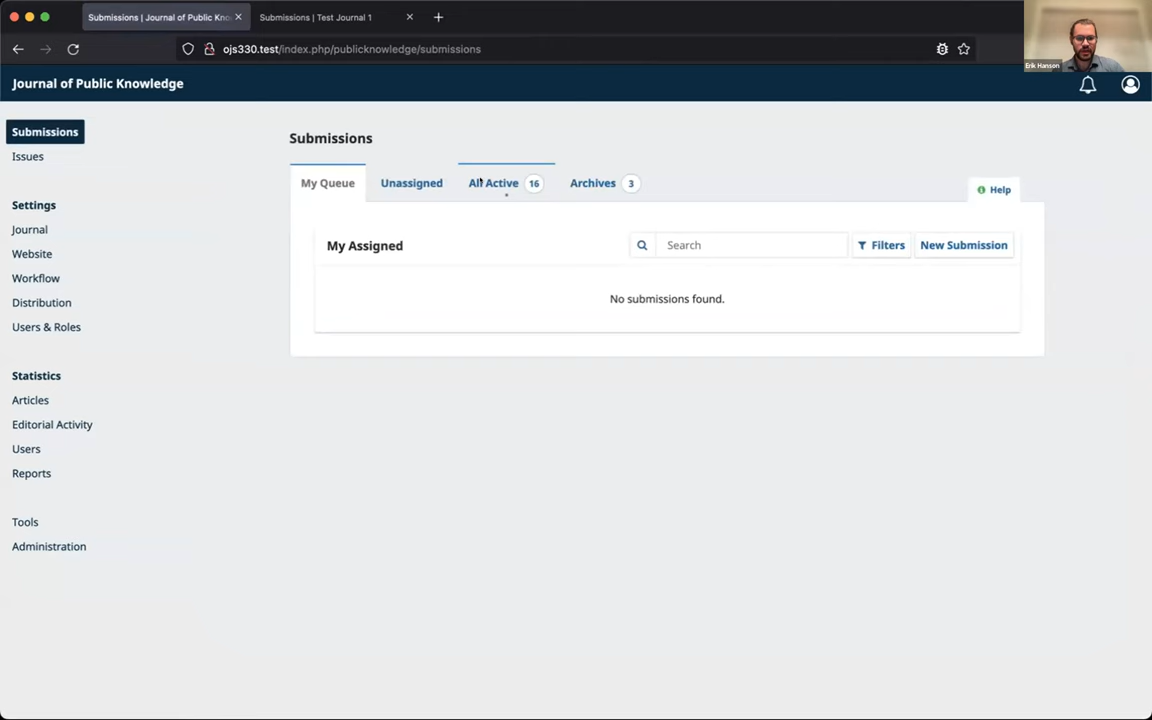 Submissions | Journal of Public Kno
Submissions | Test Journal 1
ojs330.test/index.php/publicknowledge/submissions
Erik Hanson
Journal of Public Knowledge
Submissions
Issues
Settings
Journal
Website
Workflow
Distribution
Users & Roles
Statistics
Articles
Editorial Activity
Users
Reports
Tools
Administration
Submissions
My Queue Unassigned All Active 16 Archives 3
Help
My Assigned
Search
Filters
New Submission
No submissions found.